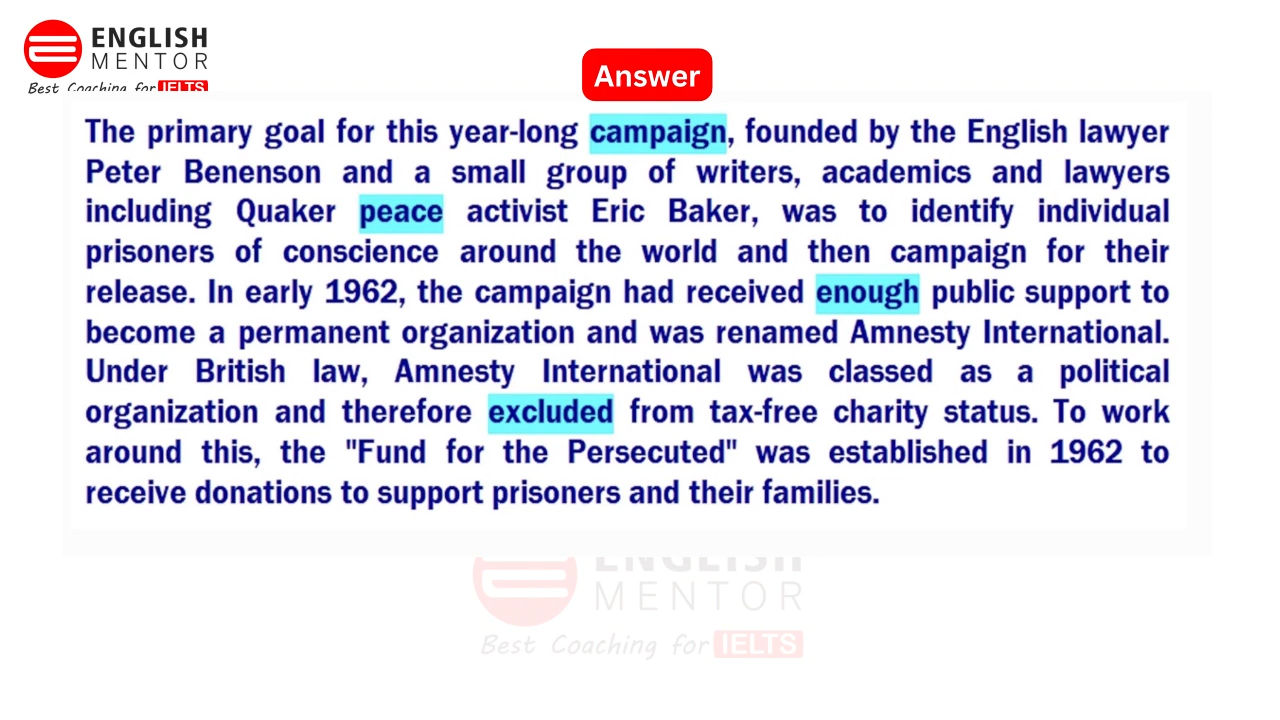 ENGLISH
MENTOR
Best Coaching for IELTS
Answer
The primary goal for this year-long campaign, founded by the English lawyer
Peter Benenson and a small group of writers, academics and lawyers
including Quaker peace activist Eric Baker, was to identify individual
prisoners of conscience around the world and then campaign for their
release. In early 1962, the campaign had received enough public support to
become a permanent organization and was renamed Amnesty International.
Under British law, Amnesty International was classed as a political
organization and therefore excluded from tax-free charity status. To work
around this, the "Fund for the Persecuted" was established in 1962 to
receive donations to support prisoners and their families.
ENGLISH
MENTOR
Best Coaching for IELTS